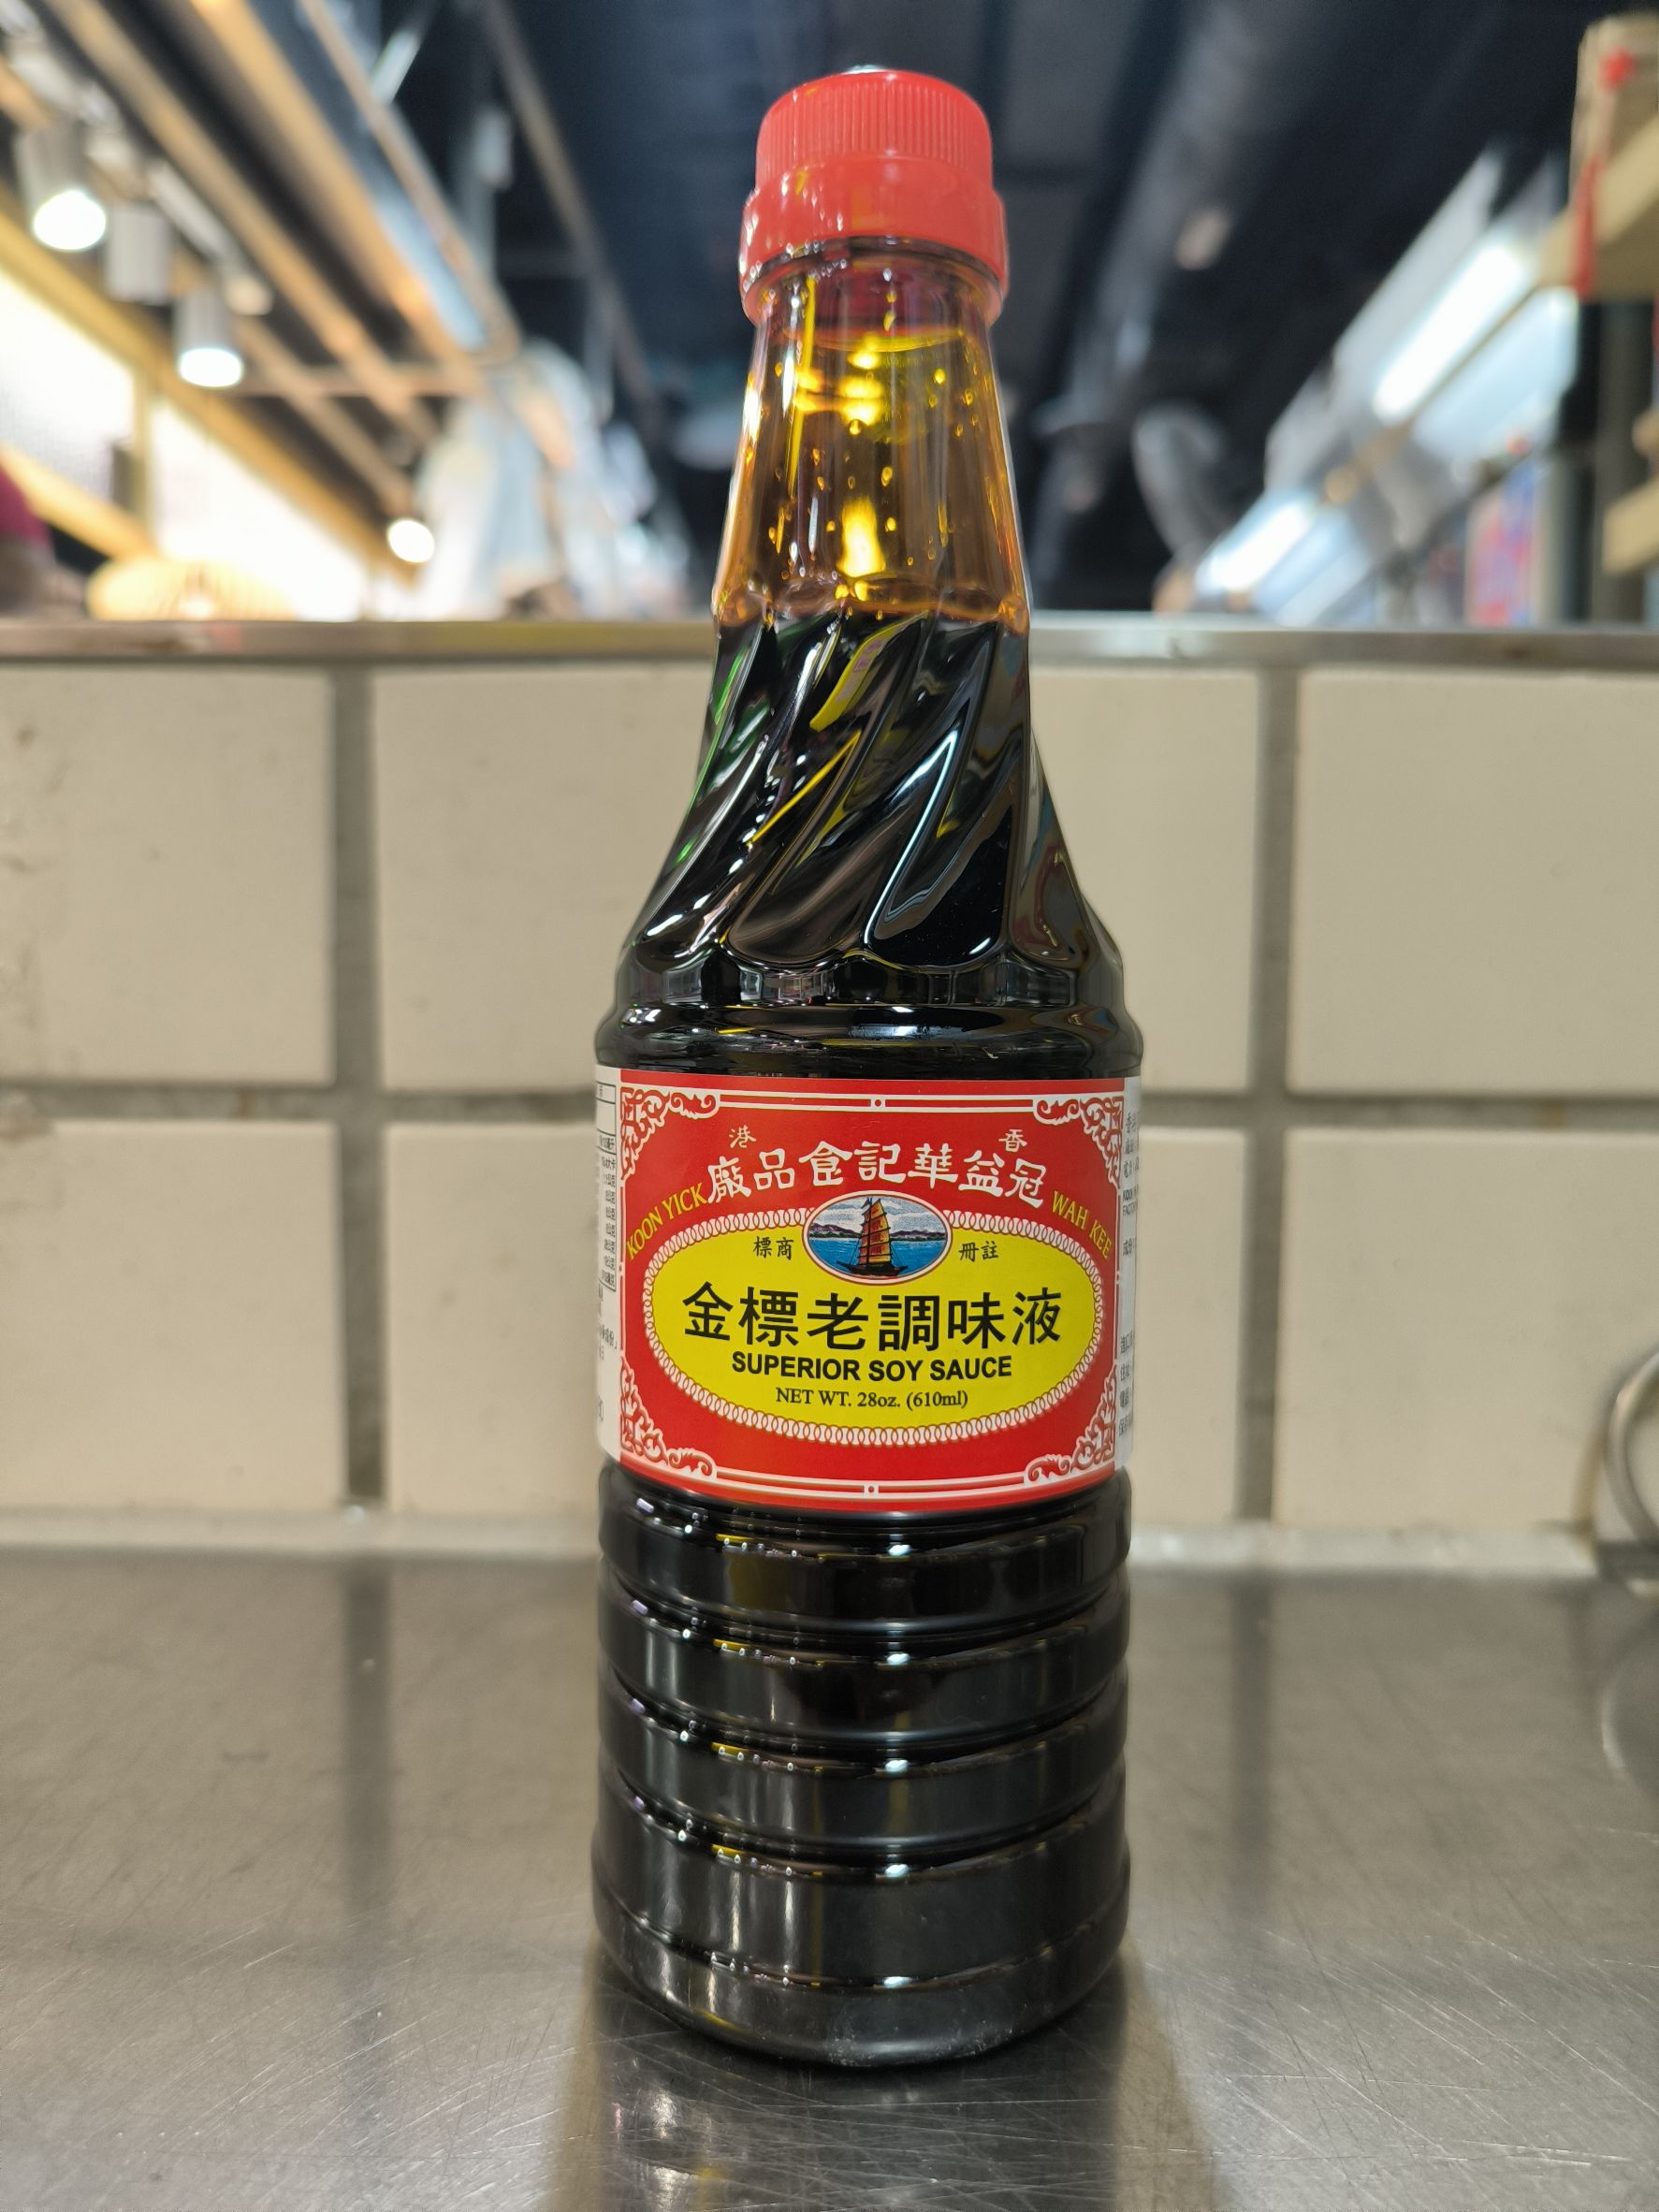 香港
冠益華記食品廠
KOON YICK WAH KEE
註冊商標
金標老調味液
SUPERIOR SOY SAUCE
NET WT. 28oz. (610ml)